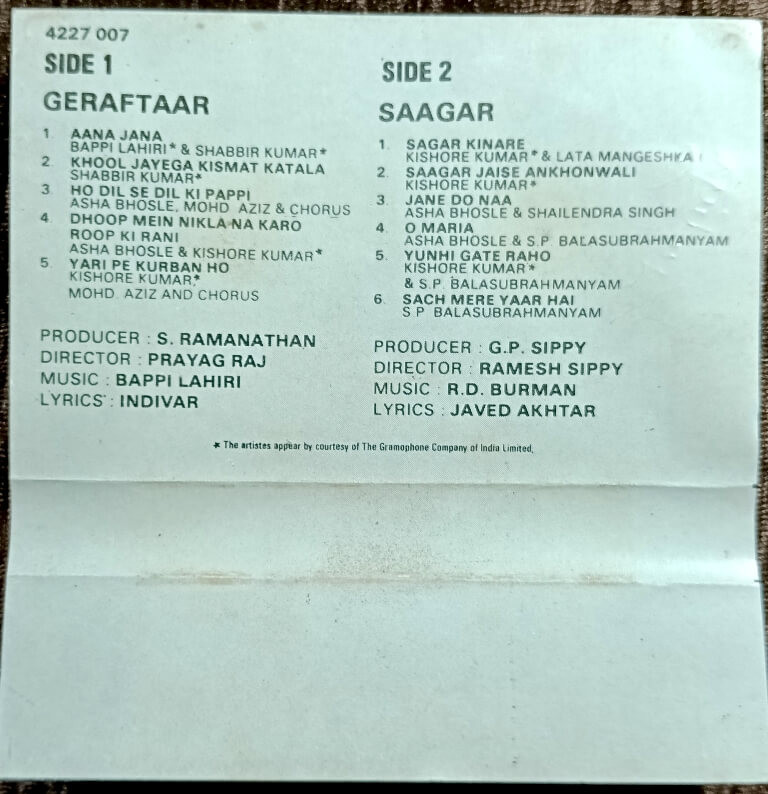 4227 007
SIDE 1
GERAFTAAR
1. AANA JANA
BAPPI LAHIRI* & SHABBIR KUMAR*
2. KHOOL JAYEGA KISMAT KATALA
SHABBIR KUMAR*
3. HO DIL SE DIL KI PAPPI
ASHA BHOSLE, MOHD. AZIZ & CHORUS
4. DHOOP MEIN NIKLA NA KARO
ROOP KI RANI
ASHA BHOSLE & KISHORE KUMAR*
5. YARI PE KURBAN HO
KISHORE KUMAR*
MOHD. AZIZ AND CHORUS
PRODUCER : S. RAMANATHAN
DIRECTOR : PRAYAG RAJ
MUSIC : BAPPI LAHIRI
LYRICS : INDIVAR
SIDE 2
SAAGAR
1. SAGAR KINARE
KISHORE KUMAR* & LATA MANGESHKA
2. SAAGAR JAISE ANKHONWALI
KISHORE KUMAR*
3. JANE DO NAA
ASHA BHOSLE & SHAILENDRA SINGH
4. O MARIA
ASHA BHOSLE & S.P. BALASUBRAHMANYAM
5. YUNHI GATE RAHO
KISHORE KUMAR*
& S.P. BALASUBRAHMANYAM
6. SACH MERE YAAR HAI
S.P. BALASUBRAHMANYAM
PRODUCER : G.P. SIPPY
DIRECTOR : RAMESH SIPPY
MUSIC : R.D. BURMAN
LYRICS : JAVED AKHTAR
* The artistes appear by courtesy of The Gramophone Company of India Limited.